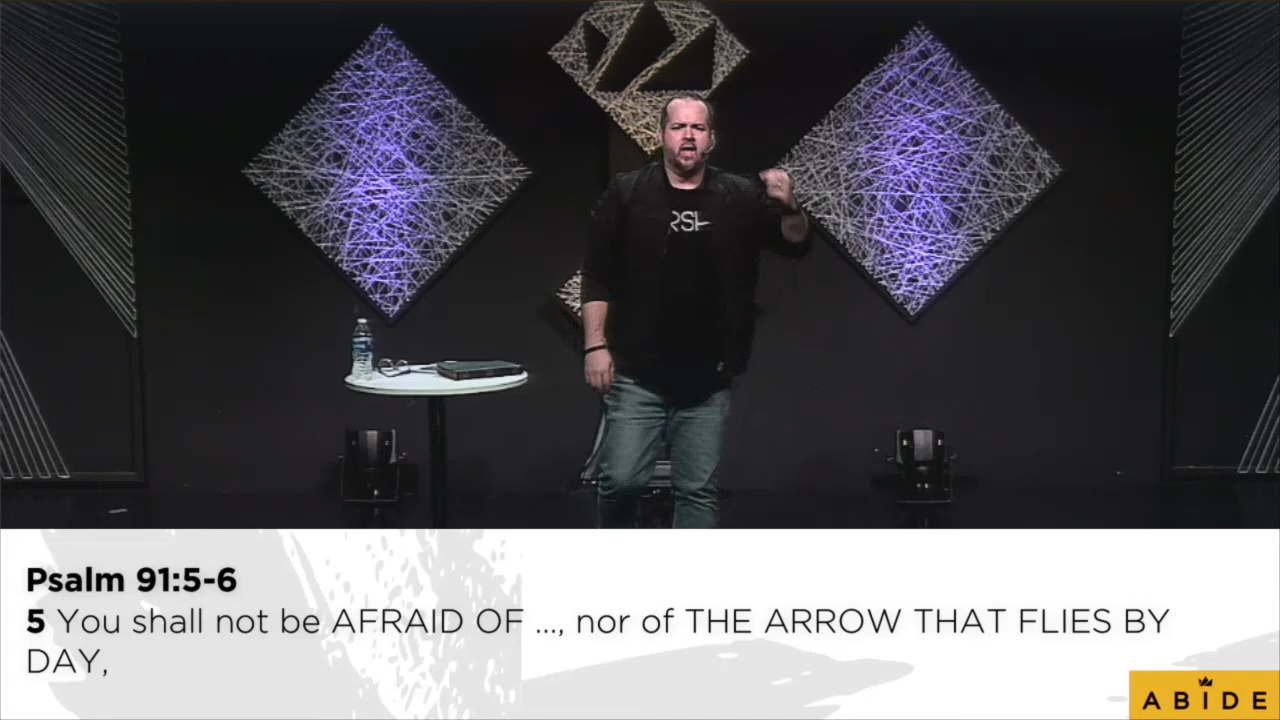 RSH
Psalm 91:5-6
5 You shall not be AFRAID OF ..., nor of THE ARROW THAT FLIES BY
DAY,
ABIDE